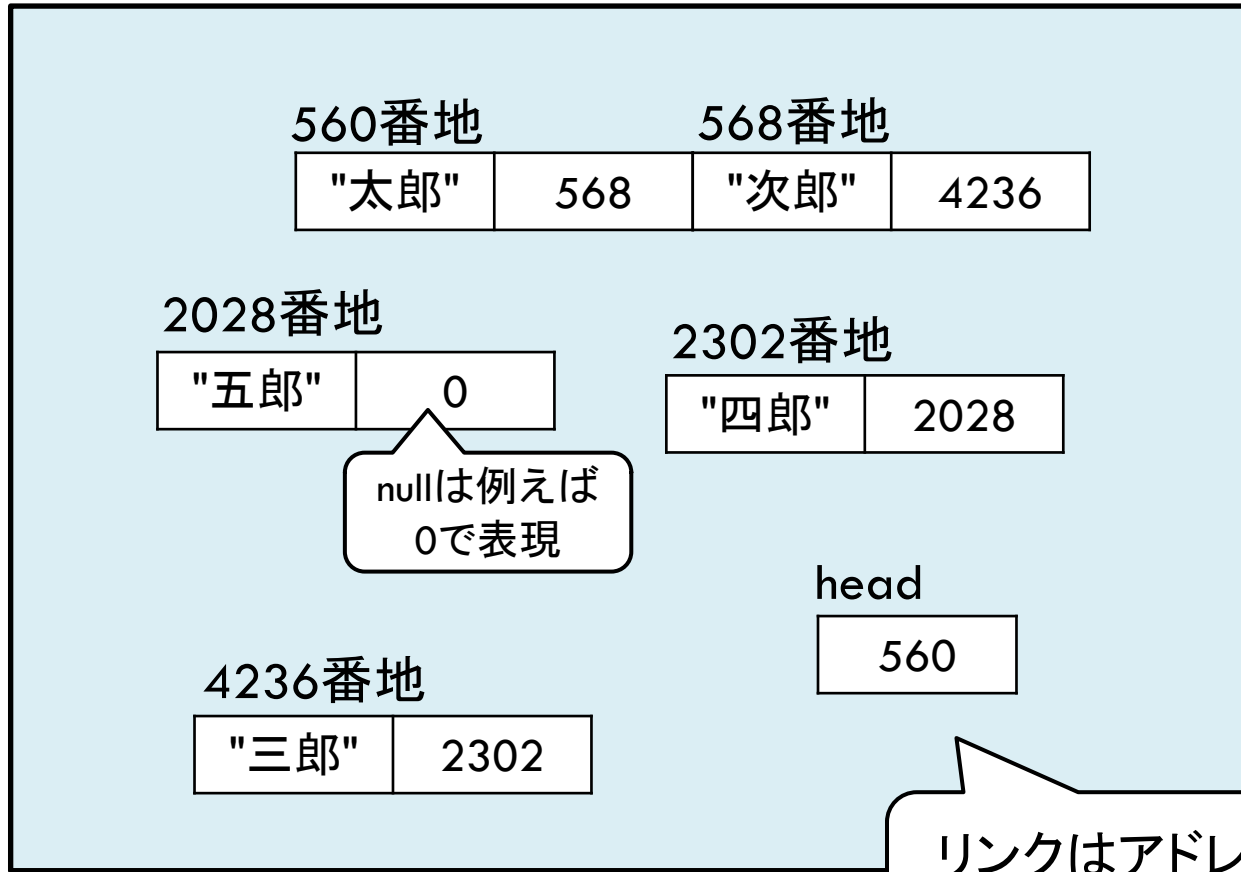 560番地 568番地
"太郎" 568 "次郎" 4236
2028番地
"五郎" 0
2302番地
"四郎" 2028
nullは例えば
0で表現
head
560
4236番地
"三郎" 2302
リンクはアドレ